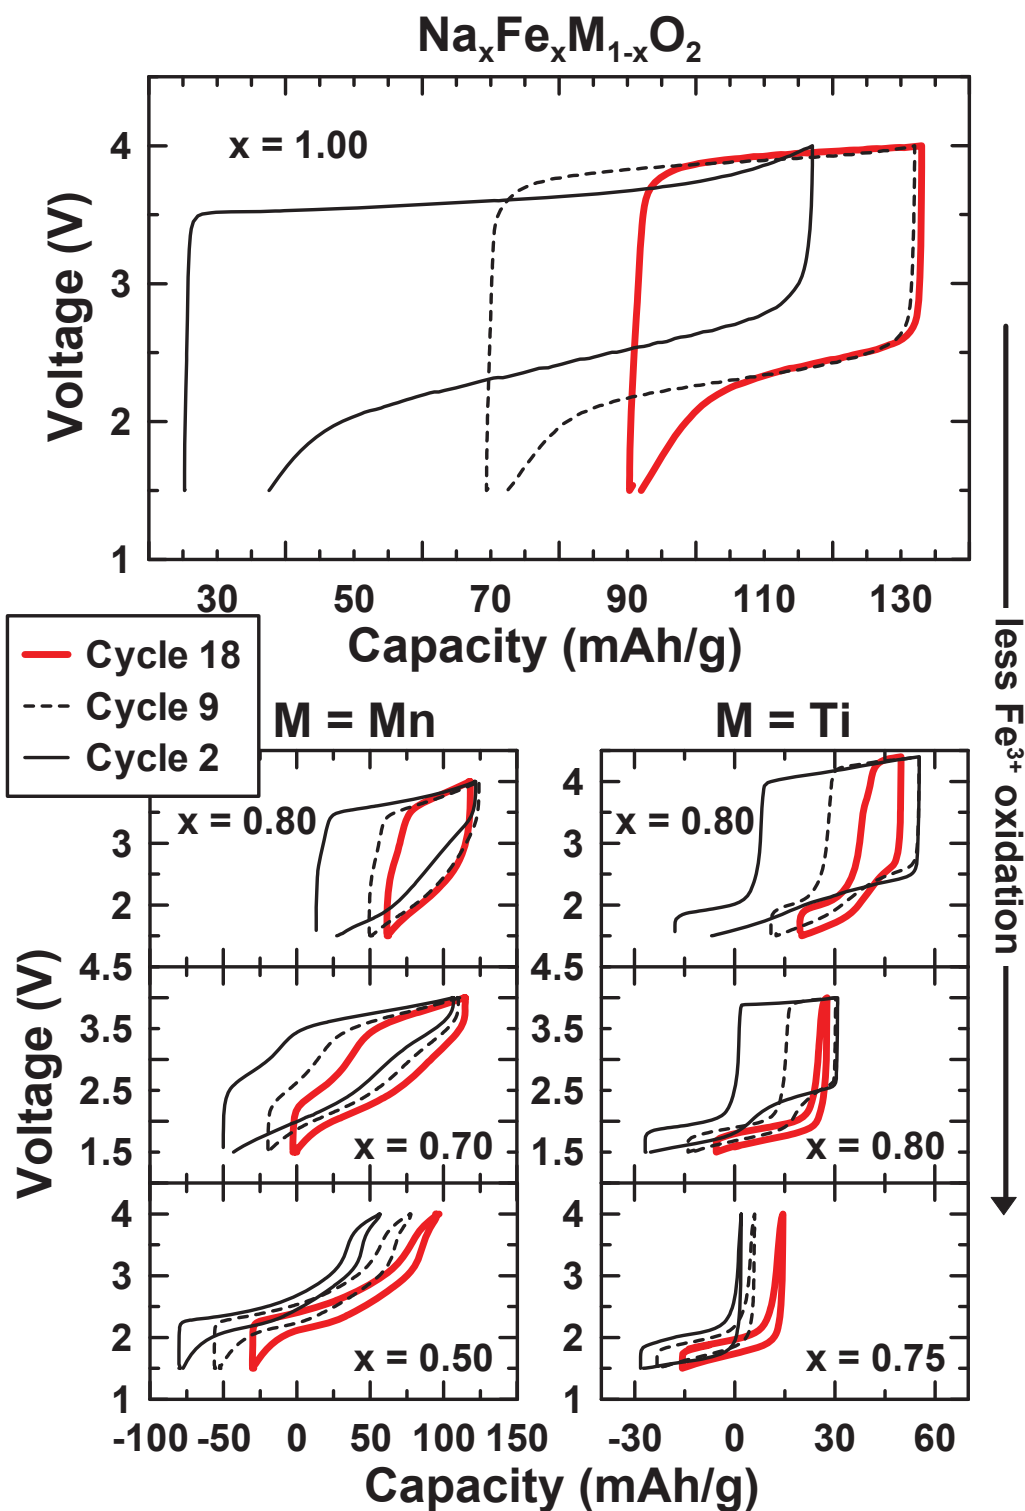 NaₓFeₓM₁₋ₓO₂
x = 1.00
4
3
2
1
Voltage (V)
30 50 70 90 110 130
Capacity (mAh/g)
Cycle 18
Cycle 9
Cycle 2
less Fe³⁺ oxidation
M = Mn
M = Ti
x = 0.80
3
2
x = 0.80
4
3
2
4.5
3.5
2.5
1.5
x = 0.70
4.5
3.5
2.5
1.5
x = 0.80
4
3
2
1
x = 0.50
4
3
2
1
x = 0.75
Voltage (V)
-100 -50 0 50 100 150
-30 0 30 60
Capacity (mAh/g)